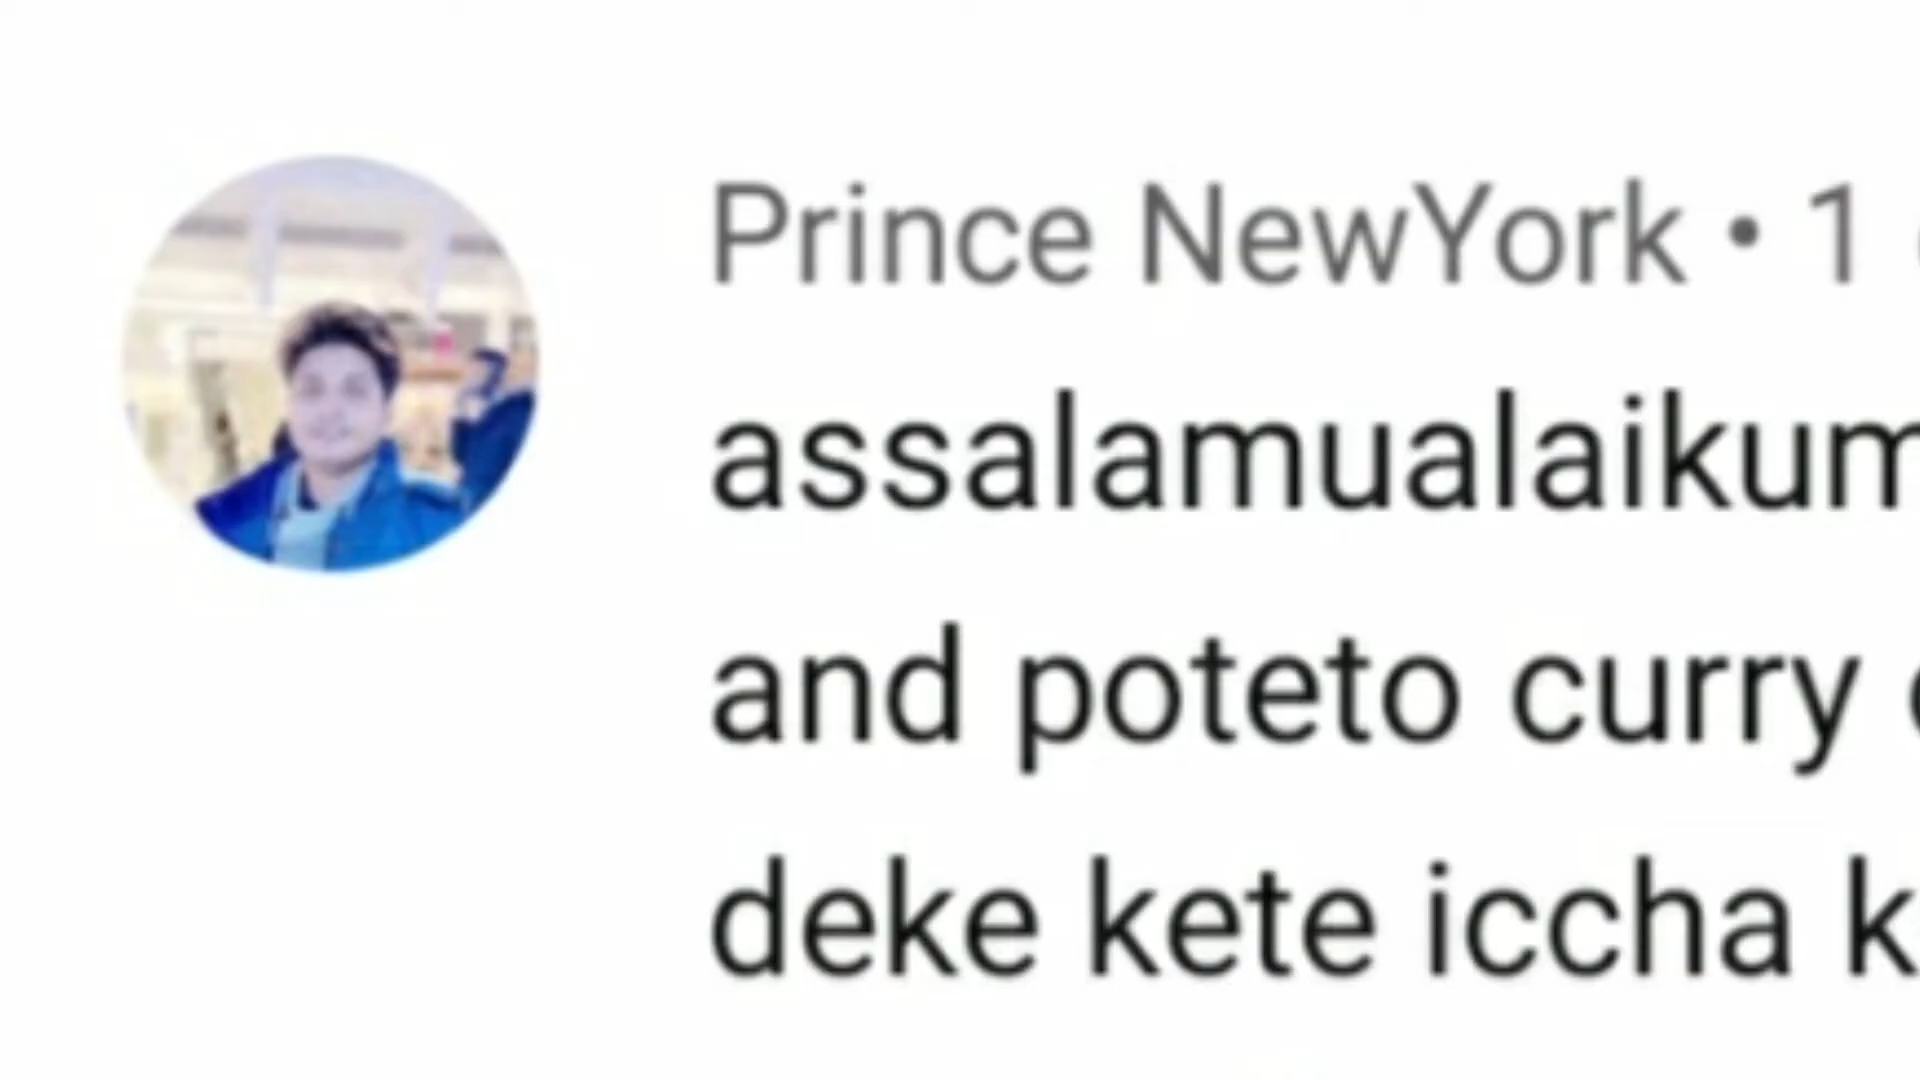 Prince NewYork • 1
assalamualaikum
and poteto curry
deke kete iccha k